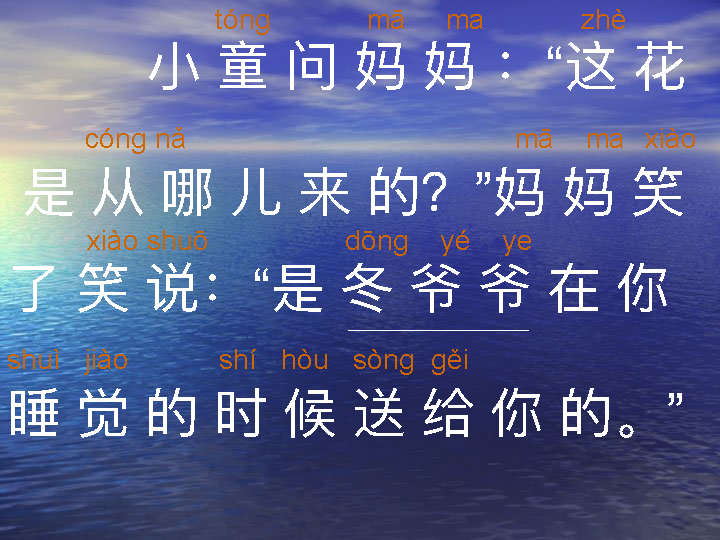 tóng mā ma zhè
小童问妈妈：“这花
cóng nǎ mā ma xiào
是从哪儿来的？”妈妈笑
xiào shuō dōng yé ye
了笑说：“是冬爷爷在你
shuì jiào shí hòu sòng gěi
睡觉的时候送给你的。”